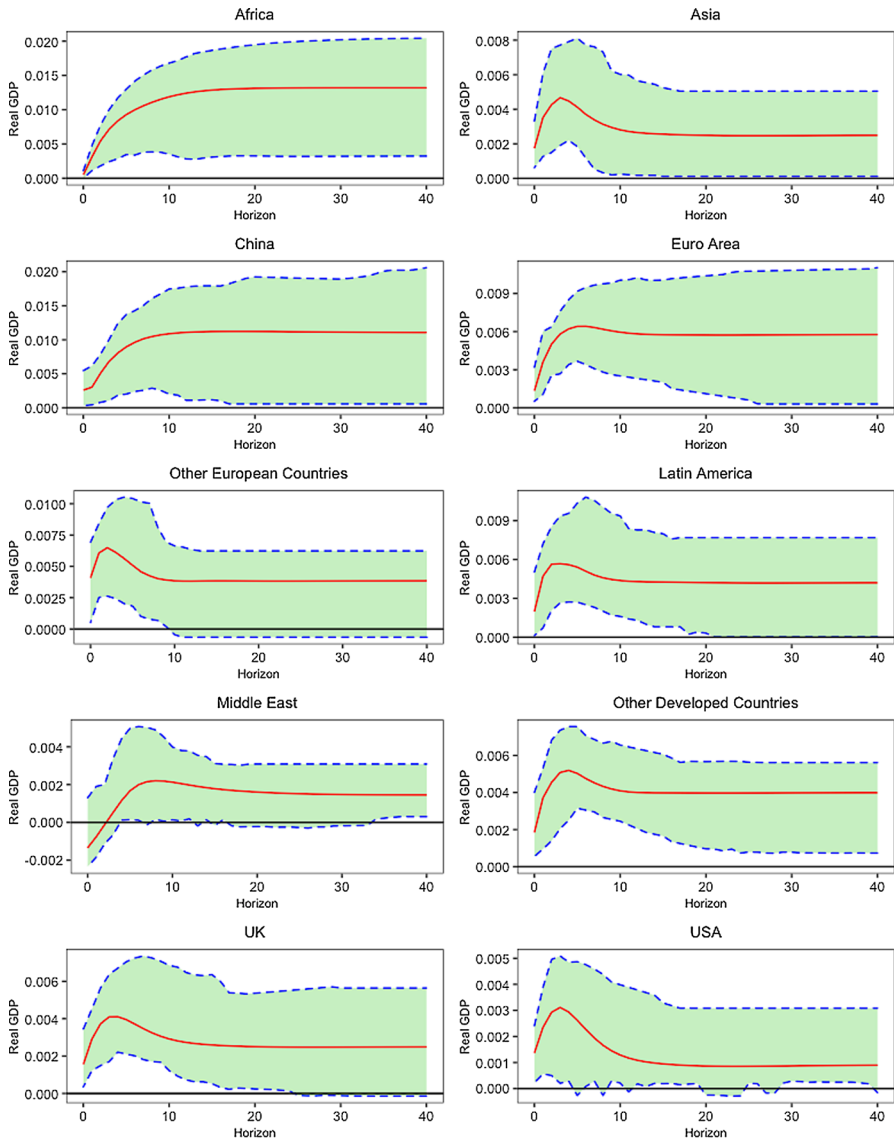 Africa
Real GDP
0.020
0.015
0.010
0.005
0.000
0 10 20 30 40
Horizon
Asia
Real GDP
0.008
0.006
0.004
0.002
0.000
0 10 20 30 40
Horizon
China
Real GDP
0.020
0.015
0.010
0.005
0.000
0 10 20 30 40
Horizon
Euro Area
Real GDP
0.009
0.006
0.003
0.000
0 10 20 30 40
Horizon
Other European Countries
Real GDP
0.0100
0.0075
0.0050
0.0025
0.0000
0 10 20 30 40
Horizon
Latin America
Real GDP
0.009
0.006
0.003
0.000
0 10 20 30 40
Horizon
Middle East
Real GDP
0.004
0.002
0.000
-0.002
0 10 20 30 40
Horizon
Other Developed Countries
Real GDP
0.006
0.004
0.002
0.000
0 10 20 30 40
Horizon
UK
Real GDP
0.006
0.004
0.002
0.000
0 10 20 30 40
Horizon
USA
Real GDP
0.005
0.004
0.003
0.002
0.001
0.000
0 10 20 30 40
Horizon